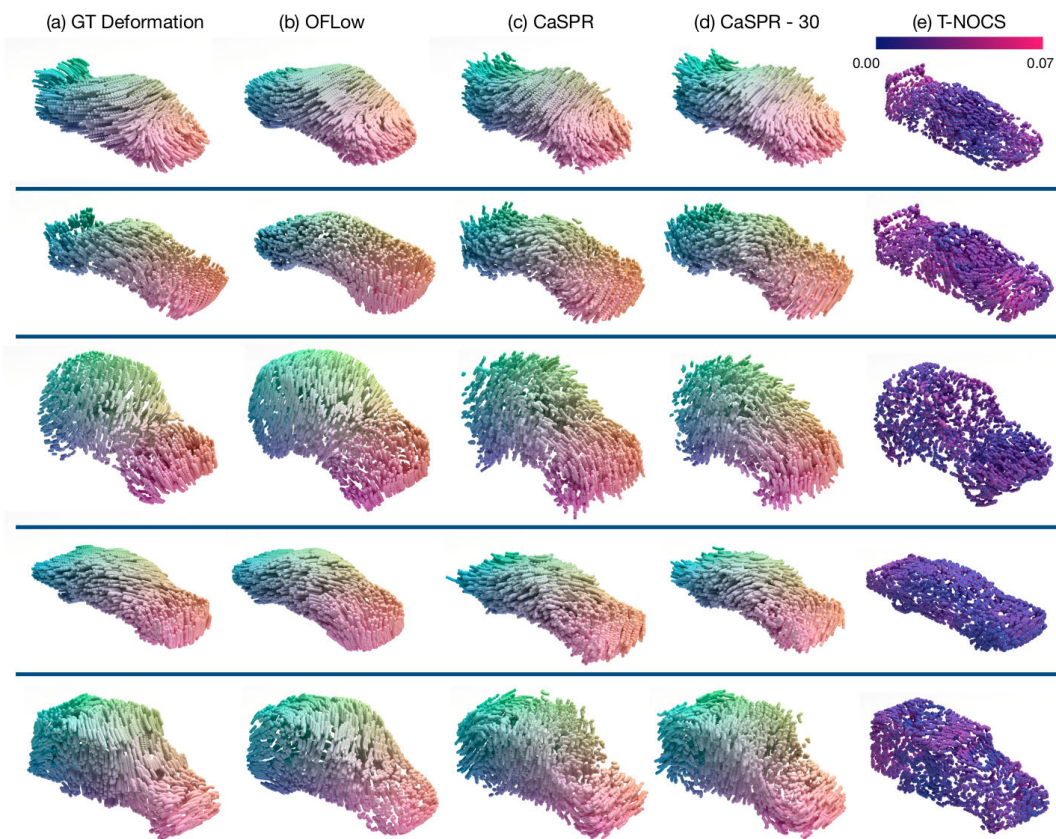 (a) GT Deformation
(b) OFLow
(c) CaSPR
(d) CaSPR - 30
(e) T-NOCS
0.00
0.07